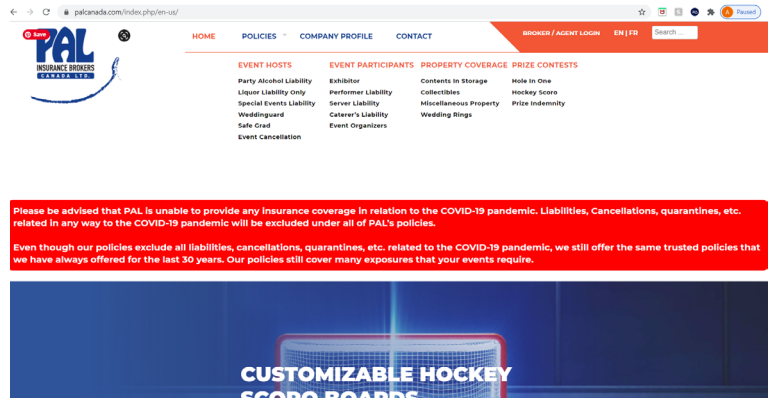 palcanada.com/index.php/en-us/
Paused
Save
PAL
INSURANCE BROKERS
CANADA LTD.
HOME
POLICIES
COMPANY PROFILE
CONTACT
BROKER / AGENT LOGIN
EN | FR
Search ...
EVENT HOSTS
Party Alcohol Liability
Liquor Liability Only
Special Events Liability
Weddinguard
Safe Grad
Event Cancellation
EVENT PARTICIPANTS
Exhibitor
Performer Liability
Server Liability
Caterer's Liability
Event Organizers
PROPERTY COVERAGE
Contents In Storage
Collectibles
Miscellaneous Property
Wedding Rings
PRIZE CONTESTS
Hole In One
Hockey Scoro
Prize Indemnity
Please be advised that PAL is unable to provide any insurance coverage in relation to the COVID-19 pandemic. Liabilities, Cancellations, quarantines, etc.
related in any way to the COVID-19 pandemic will be excluded under all of PAL's policies.
Even though our policies exclude all liabilities, cancellations, quarantines, etc. related to the COVID-19 pandemic, we still offer the same trusted policies that
we have always offered for the last 30 years. Our policies still cover many exposures that your events require.
CUSTOMIZABLE HOCKEY
SCORO BOARDS